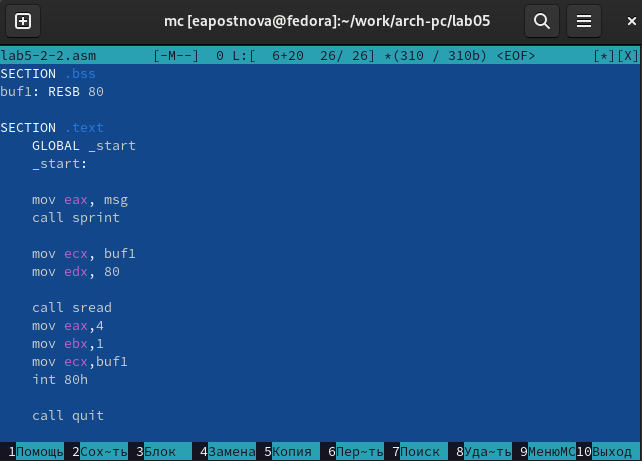 mc [eapostnova@fedora]:~/work/arch-pc/lab05
lab5-2-2.asm [-M--] 0 L:[ 6+20 26/ 26] *(310 / 310b) <EOF> [*][X]
SECTION .bss
buf1: RESB 80
SECTION .text
GLOBAL _start
_start:
mov eax, msg
call sprint
mov ecx, buf1
mov edx, 80
call sread
mov eax,4
mov ebx,1
mov ecx,buf1
int 80h
call quit
1Помощь 2Сох~ть 3Блок 4Замена 5Копия 6Пер~ть 7Поиск 8Уда~ть 9МенюMC 10Выход